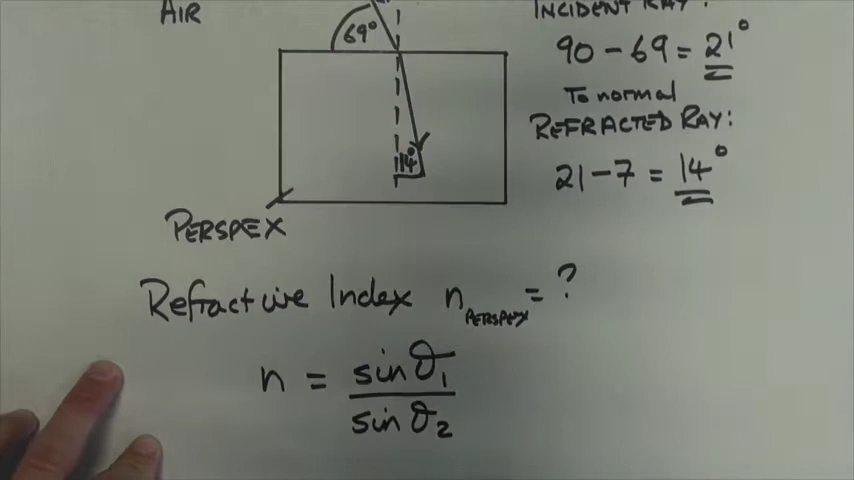 AIR
69°
14°
PERSPEX
INCIDENT RAY:
90 - 69 = 21°
To normal
REFRACTED RAY:
21 - 7 = 14°
Refractive Index n PERSPEX = ?
n = sin θ1 / sin θ2